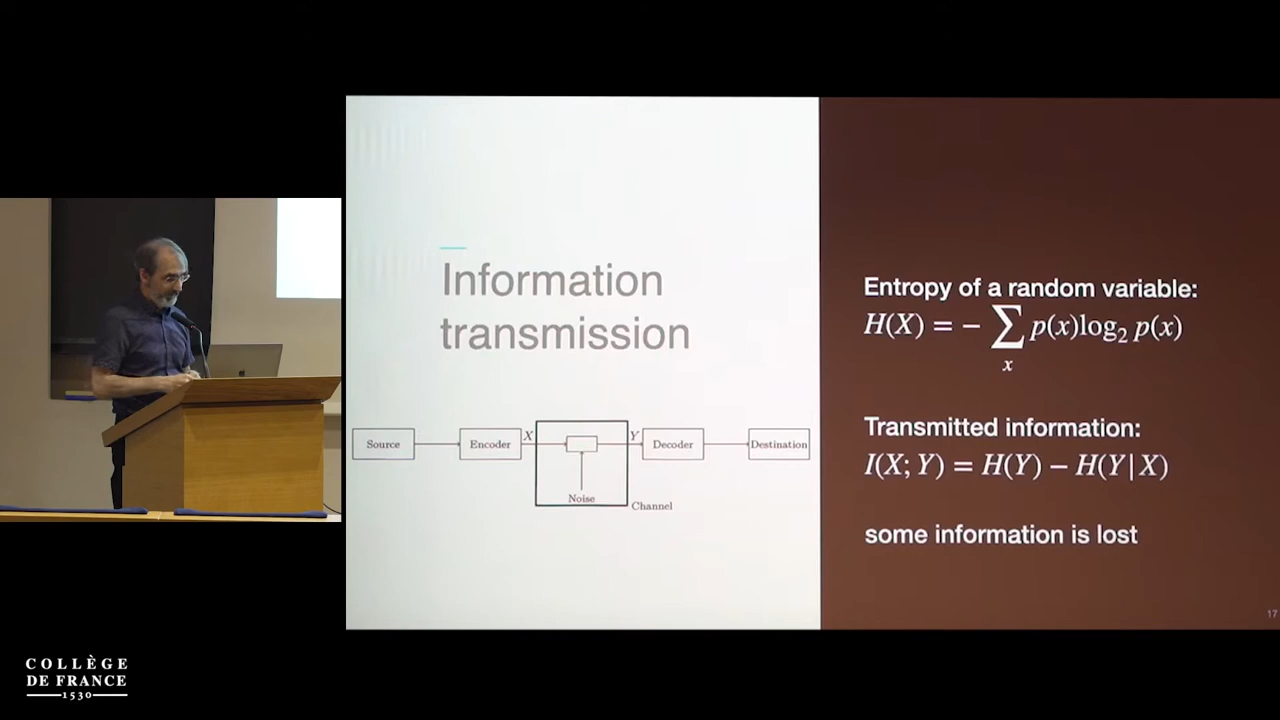 Information
transmission
Source
Encoder
X
Y
Decoder
Destination
Noise
Channel
Entropy of a random variable:
H(X) = − ∑ p(x)log₂ p(x)
x
Transmitted information:
I(X; Y) = H(Y) − H(Y|X)
some information is lost
17
COLLÈGE
DE FRANCE
1530